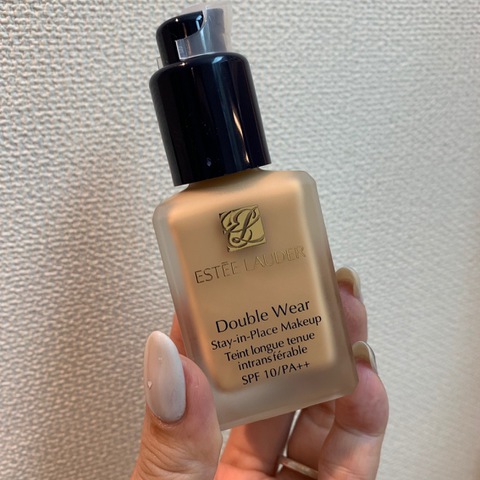 ESTĒE LAUDER
Double Wear
Stay-in-Place Makeup
Teint longue tenue
intransférable
SPF 10/PA++